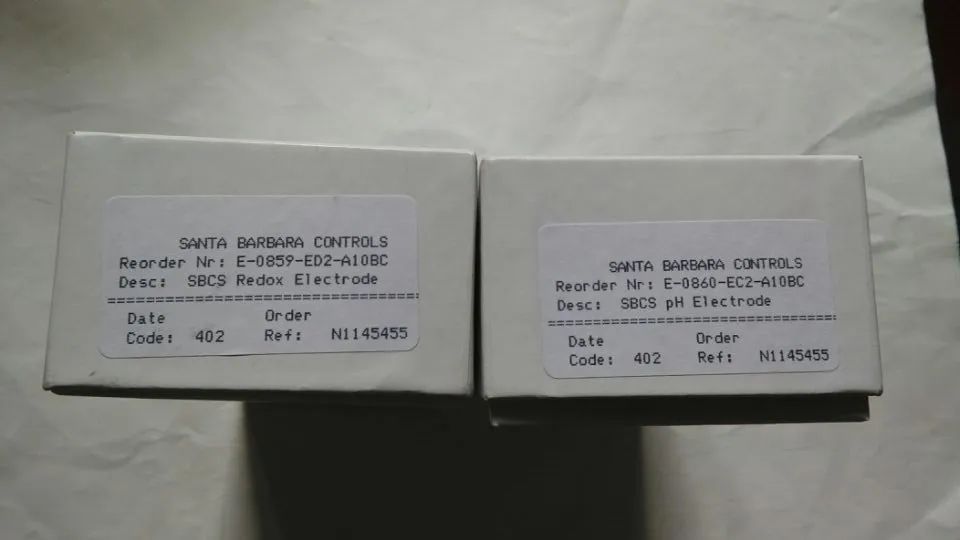 SANTA BARBARA CONTROLS
Reorder Nr: E-0859-ED2-A10BC
Desc: SBCS Redox Electrode
================================
Date Order
Code: 402 Ref: N1145455
SANTA BARBARA CONTROLS
Reorder Nr: E-0860-EC2-A10BC
Desc: SBCS pH Electrode
================================
Date Order
Code: 402 Ref: N1145455